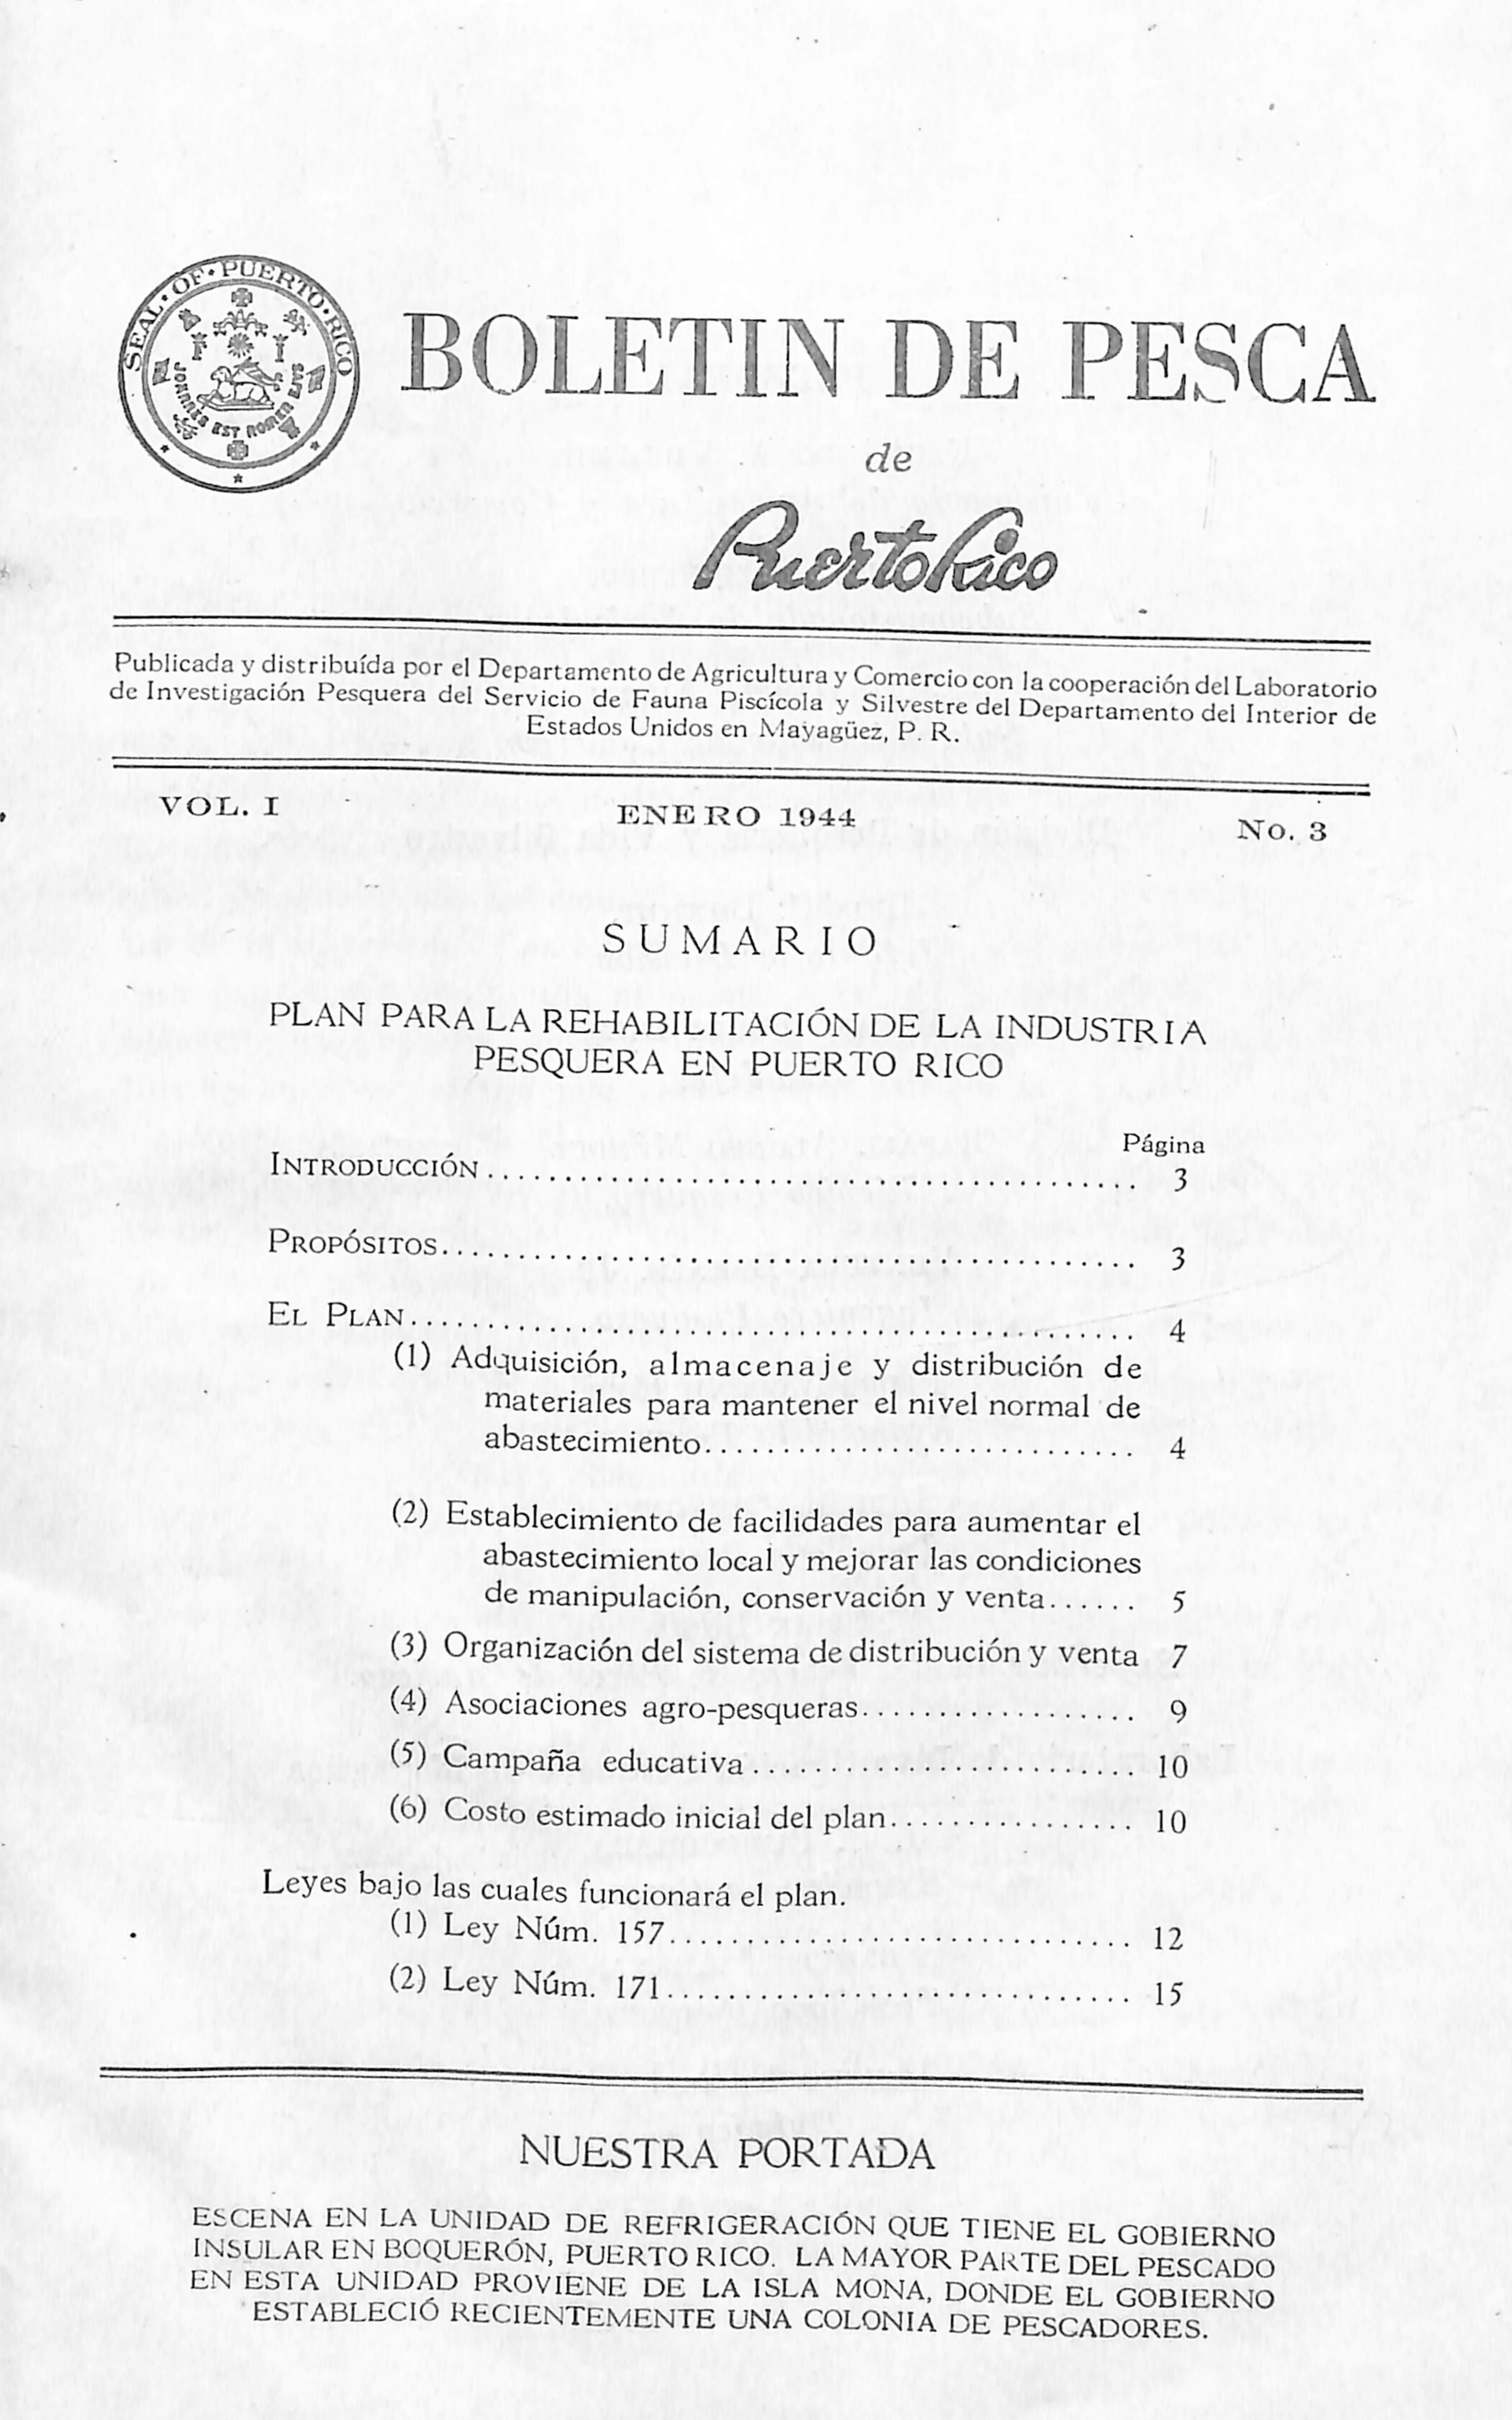 SEAL · OF · PUERTO · RICO
JOANNES EST NOMEN EJVS
BOLETIN DE PESCA
de
Puerto Rico
Publicada y distribuída por el Departamento de Agricultura y Comercio con la cooperación del Laboratorio
de Investigación Pesquera del Servicio de Fauna Piscícola y Silvestre del Departamento del Interior de
Estados Unidos en Mayagüez, P. R.
VOL. I ENERO 1944 No. 3
SUMARIO
PLAN PARA LA REHABILITACIÓN DE LA INDUSTRIA
PESQUERA EN PUERTO RICO
Página
INTRODUCCIÓN............................................ 3
PROPÓSITOS............................................... 3
EL PLAN................................................. 4
(1) Adquisición, almacenaje y distribución de
materiales para mantener el nivel normal de
abastecimiento............................. 4
(2) Establecimiento de facilidades para aumentar el
abastecimiento local y mejorar las condiciones
de manipulación, conservación y venta...... 5
(3) Organización del sistema de distribución y venta 7
(4) Asociaciones agro-pesqueras.................. 9
(5) Campaña educativa......................... 10
(6) Costo estimado inicial del plan................ 10
Leyes bajo las cuales funcionará el plan.
(1) Ley Núm. 157............................... 12
(2) Ley Núm. 171............................... 15
NUESTRA PORTADA
ESCENA EN LA UNIDAD DE REFRIGERACIÓN QUE TIENE EL GOBIERNO
INSULAR EN BOQUERÓN, PUERTO RICO. LA MAYOR PARTE DEL PESCADO
EN ESTA UNIDAD PROVIENE DE LA ISLA MONA, DONDE EL GOBIERNO
ESTABLECIÓ RECIENTEMENTE UNA COLONIA DE PESCADORES.